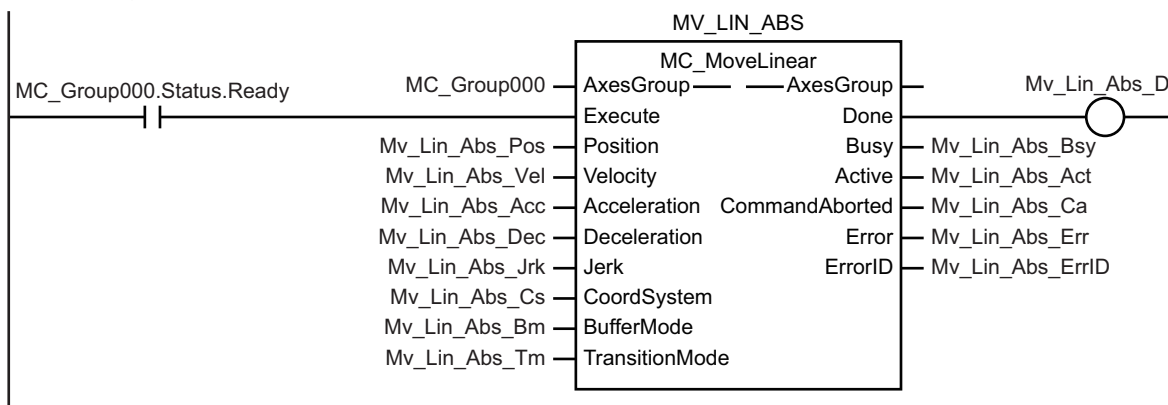 MV_LIN_ABS
MC_MoveLinear
MC_Group000.Status.Ready
MC_Group000 AxesGroup AxesGroup Mv_Lin_Abs_D
Execute Done
Mv_Lin_Abs_Pos Position Busy Mv_Lin_Abs_Bsy
Mv_Lin_Abs_Vel Velocity Active Mv_Lin_Abs_Act
Mv_Lin_Abs_Acc Acceleration CommandAborted Mv_Lin_Abs_Ca
Mv_Lin_Abs_Dec Deceleration Error Mv_Lin_Abs_Err
Mv_Lin_Abs_Jrk Jerk ErrorID Mv_Lin_Abs_ErrID
Mv_Lin_Abs_Cs CoordSystem
Mv_Lin_Abs_Bm BufferMode
Mv_Lin_Abs_Tm TransitionMode